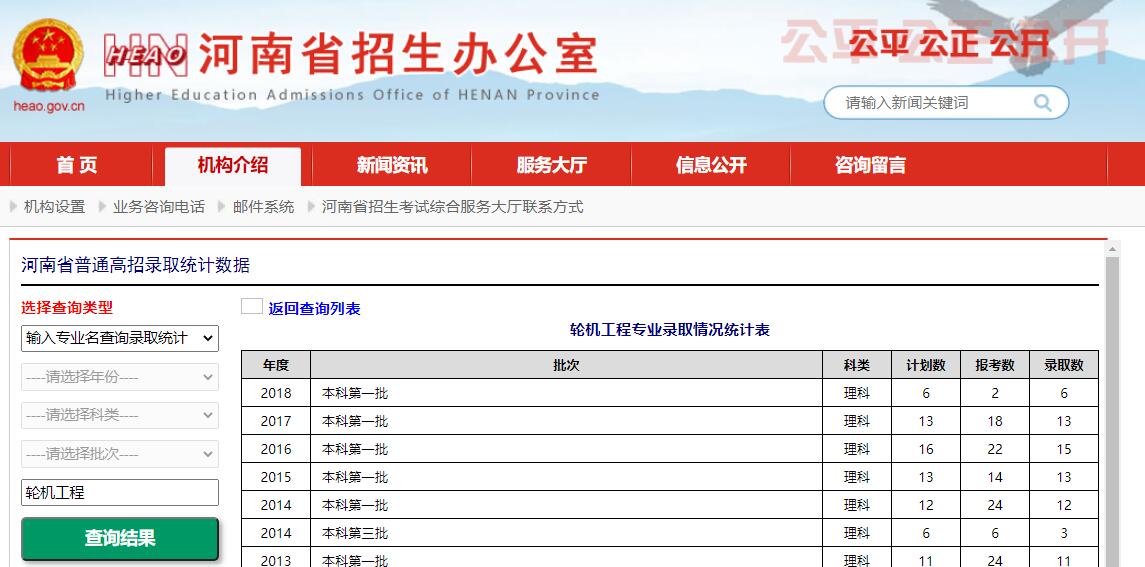 公平 公正 公开
HEAO 河南省招生办公室
heao.gov.cn
Higher Education Admissions Office of HENAN Province
请输入新闻关键词
首 页 机构介绍 新闻资讯 服务大厅 信息公开 咨询留言
机构设置 业务咨询电话 邮件系统 河南省招生考试综合服务大厅联系方式
河南省普通高招录取统计数据
选择查询类型
输入专业名查询录取统计
----请选择年份----
----请选择科类----
----请选择批次----
轮机工程
查询结果
返回查询列表
轮机工程专业录取情况统计表
年度 批次 科类 计划数 报考数 录取数
2018 本科第一批 理科 6 2 6
2017 本科第一批 理科 13 18 13
2016 本科第一批 理科 16 22 15
2015 本科第一批 理科 13 14 13
2014 本科第一批 理科 12 24 12
2014 本科第三批 理科 6 6 3
2013 本科第一批 理科 11 24 11